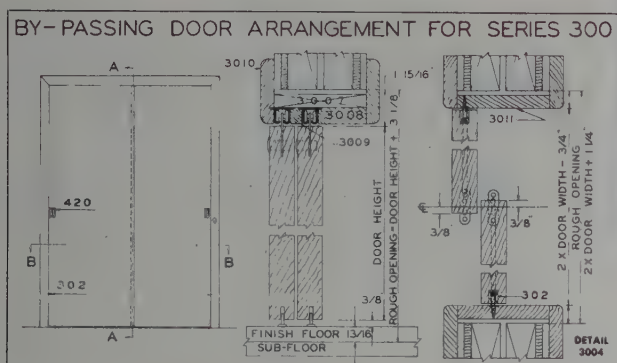 BY-PASSING DOOR ARRANGEMENT FOR SERIES 300
A
420
B
B
302
A
3010
1 15/16"
3007
3008
3009
DOOR HEIGHT
ROUGH OPENING - DOOR HEIGHT + 3 1/8"
3/8
FINISH FLOOR 13/16
SUB-FLOOR
3011
3/8"
3/8"
2 X DOOR WIDTH - 3/4"
ROUGH OPENING
2 X DOOR WIDTH + 1 1/4"
302
DETAIL
3004